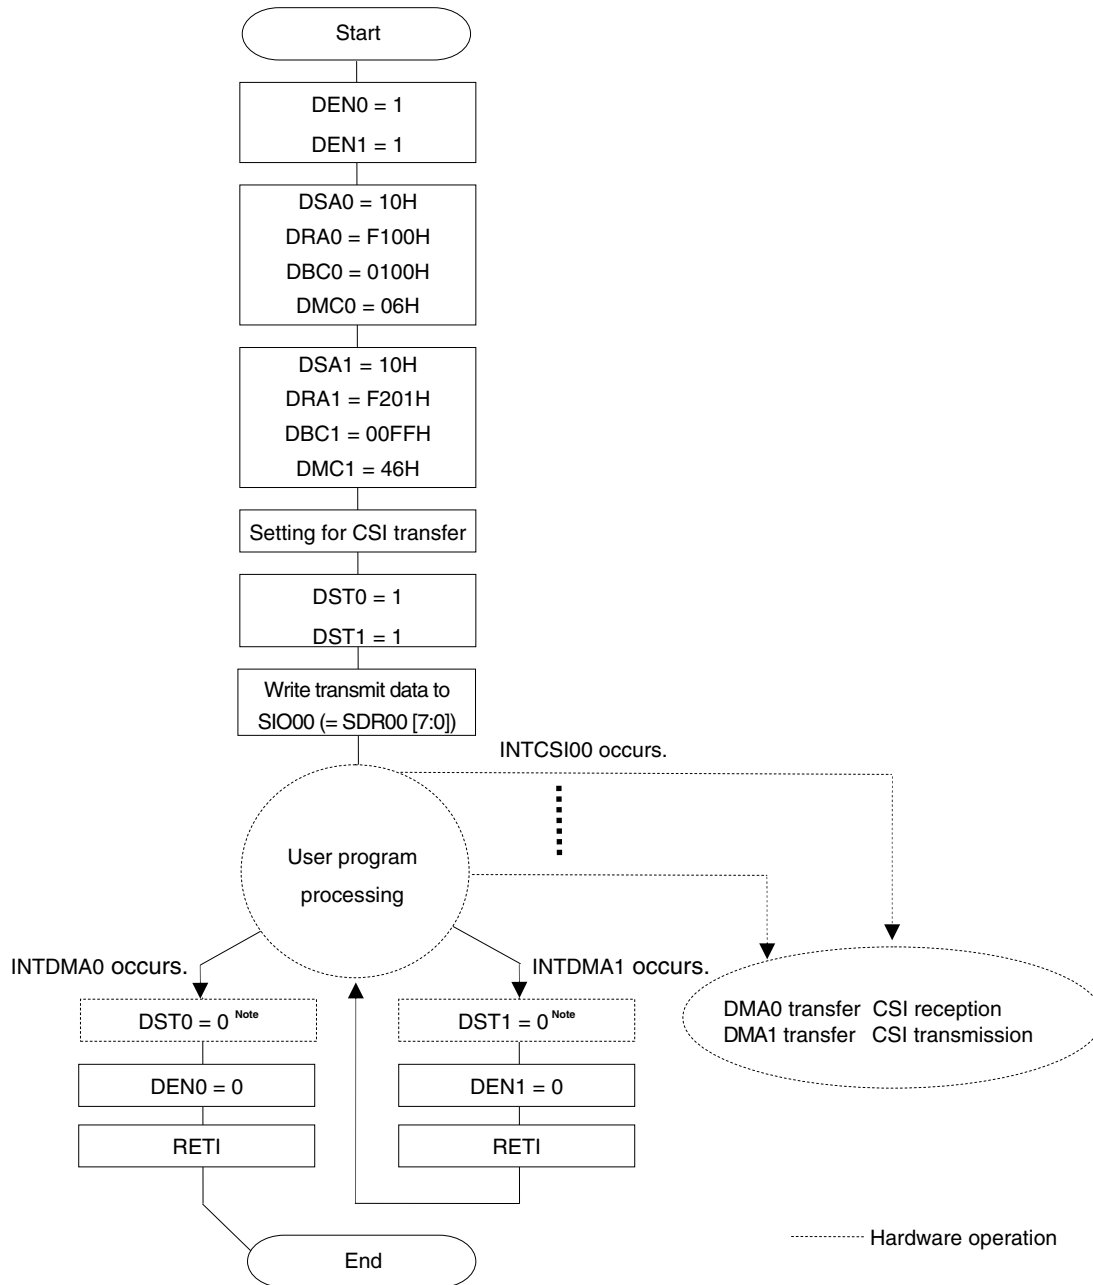 Start
DEN0 = 1
DEN1 = 1
DSA0 = 10H
DRA0 = F100H
DBC0 = 0100H
DMC0 = 06H
DSA1 = 10H
DRA1 = F201H
DBC1 = 00FFH
DMC1 = 46H
Setting for CSI transfer
DST0 = 1
DST1 = 1
Write transmit data to
SIO00 (= SDR00 [7:0])
INTCSI00 occurs.
User program
processing
INTDMA0 occurs.
INTDMA1 occurs.
DST0 = 0 Note
DST1 = 0 Note
DMA0 transfer CSI reception
DMA1 transfer CSI transmission
DEN0 = 0
DEN1 = 0
RETI
RETI
Hardware operation
End